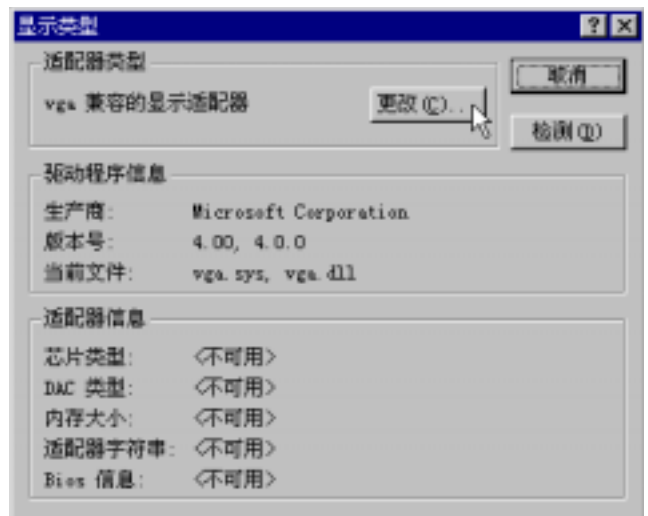 显示类型
适配器类型
vga 兼容的显示适配器
更改(C)...
取消
检测(D)
驱动程序信息
生产商: Microsoft Corporation
版本号: 4.00, 4.0.0
当前文件: vga.sys, vga.dll
适配器信息
芯片类型: <不可用>
DAC 类型: <不可用>
内存大小: <不可用>
适配器字符串: <不可用>
Bios 信息: <不可用>